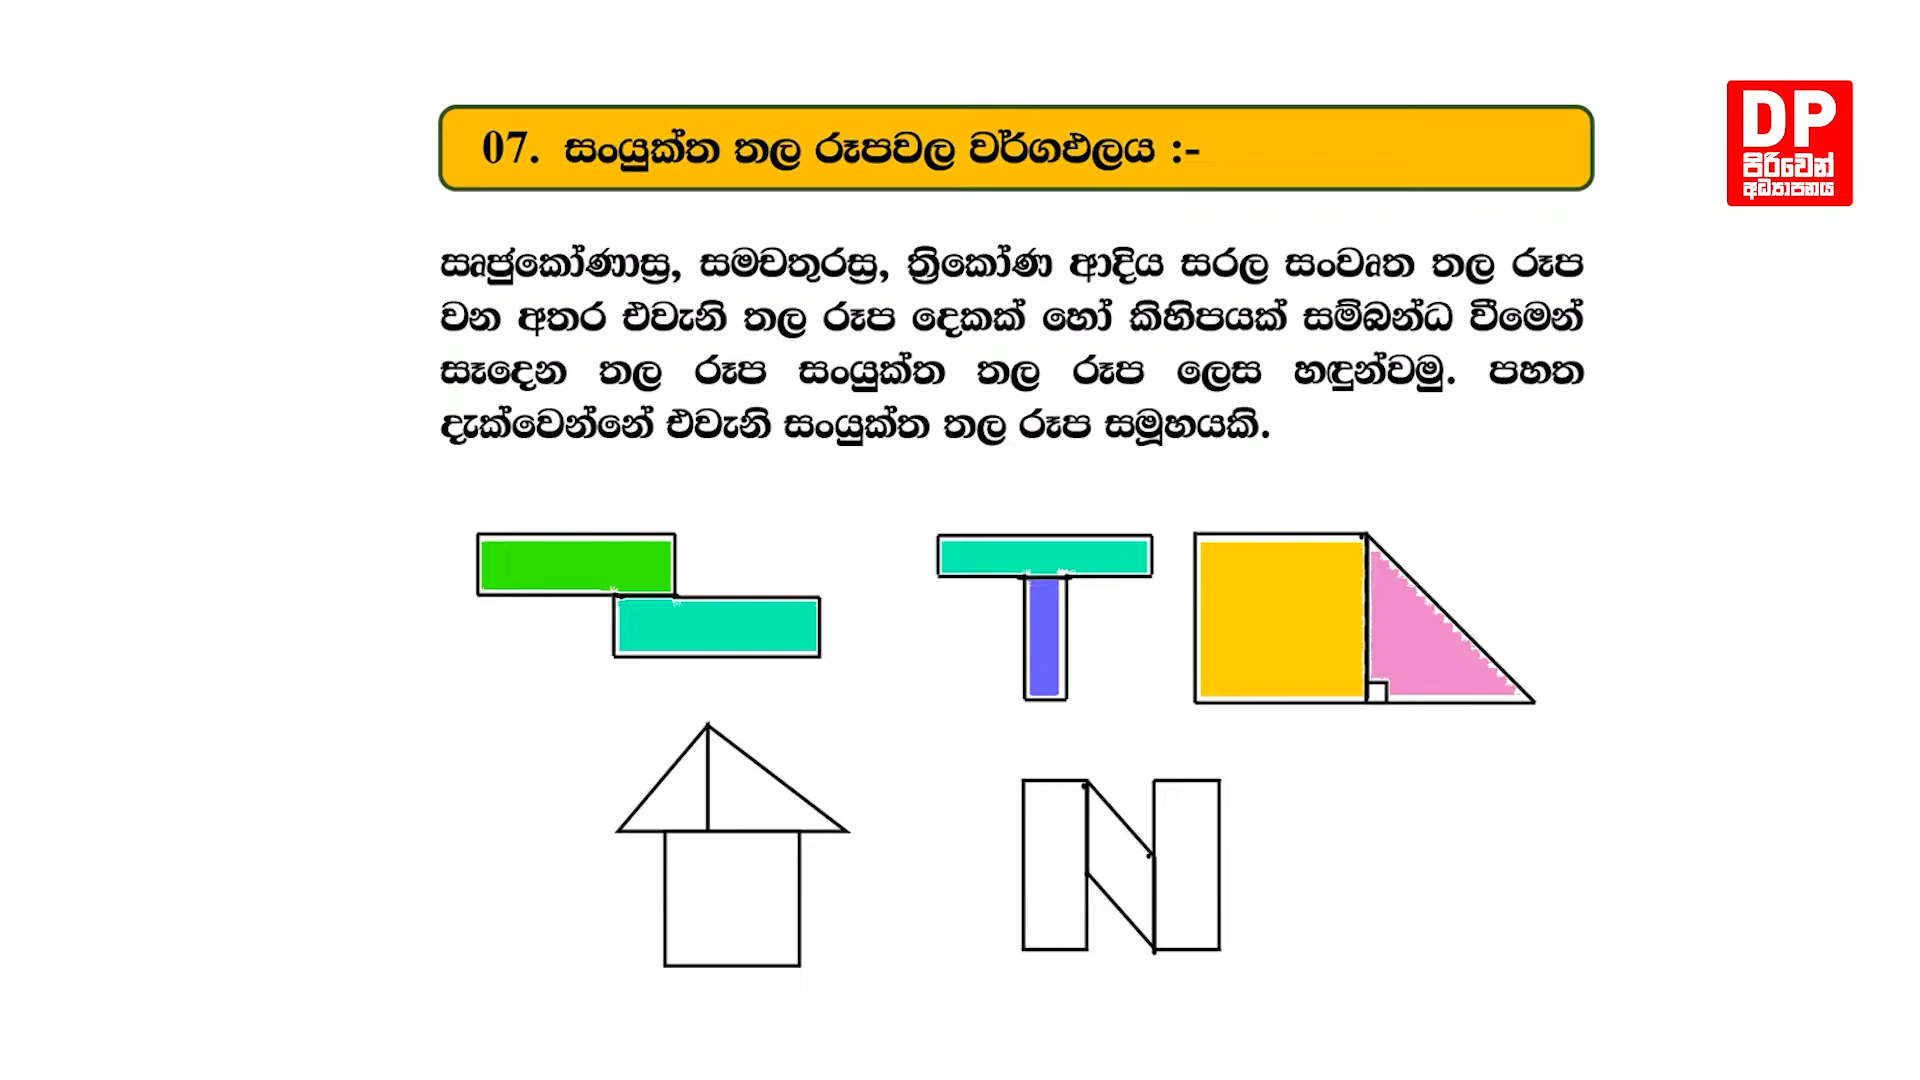 07. සංයුක්ත තල රූපවල වර්ගඵලය :-
DP
පිරිවෙන්
අධ්‍යාපනය
ඍජුකෝණාස්‍ර, සමචතුරස්‍ර, ත්‍රිකෝණ ආදිය සරල සංවෘත තල රූප
වන අතර එවැනි තල රූප දෙකක් හෝ කිහිපයක් සම්බන්ධ වීමෙන්
සෑදෙන තල රූප සංයුක්ත තල රූප ලෙස හඳුන්වමු. පහත
දැක්වෙන්නේ එවැනි සංයුක්ත තල රූප සමූහයකි.